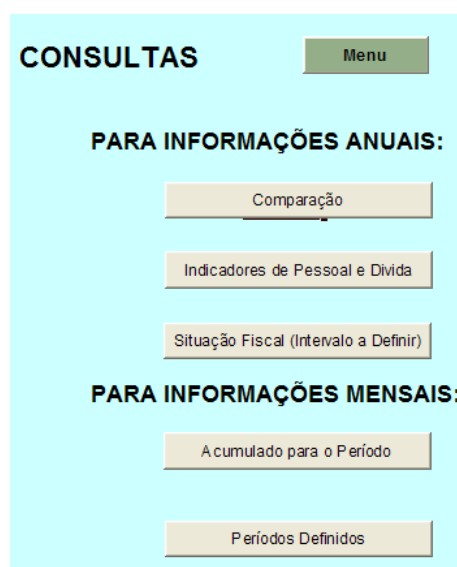 CONSULTAS
Menu
PARA INFORMAÇÕES ANUAIS:
Comparação
Indicadores de Pessoal e Divida
Situação Fiscal (Intervalo a Definir)
PARA INFORMAÇÕES MENSAIS:
Acumulado para o Período
Períodos Definidos